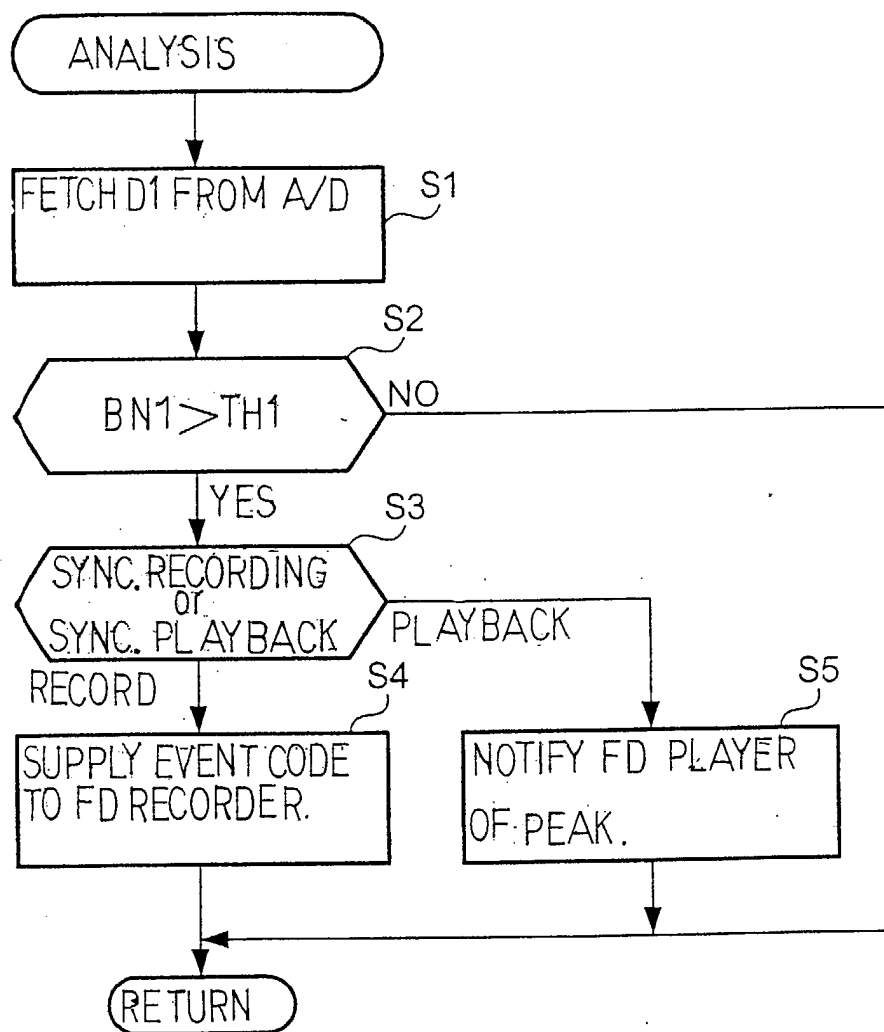 ANALYSIS
FETCH D1 FROM A/D
S1
S2
BN1>TH1
NO
YES
S3
SYNC. RECORDING
or
SYNC. PLAYBACK
PLAYBACK
RECORD
S4
S5
SUPPLY EVENT CODE
TO FD RECORDER.
NOTIFY FD PLAYER
OF PEAK.
RETURN